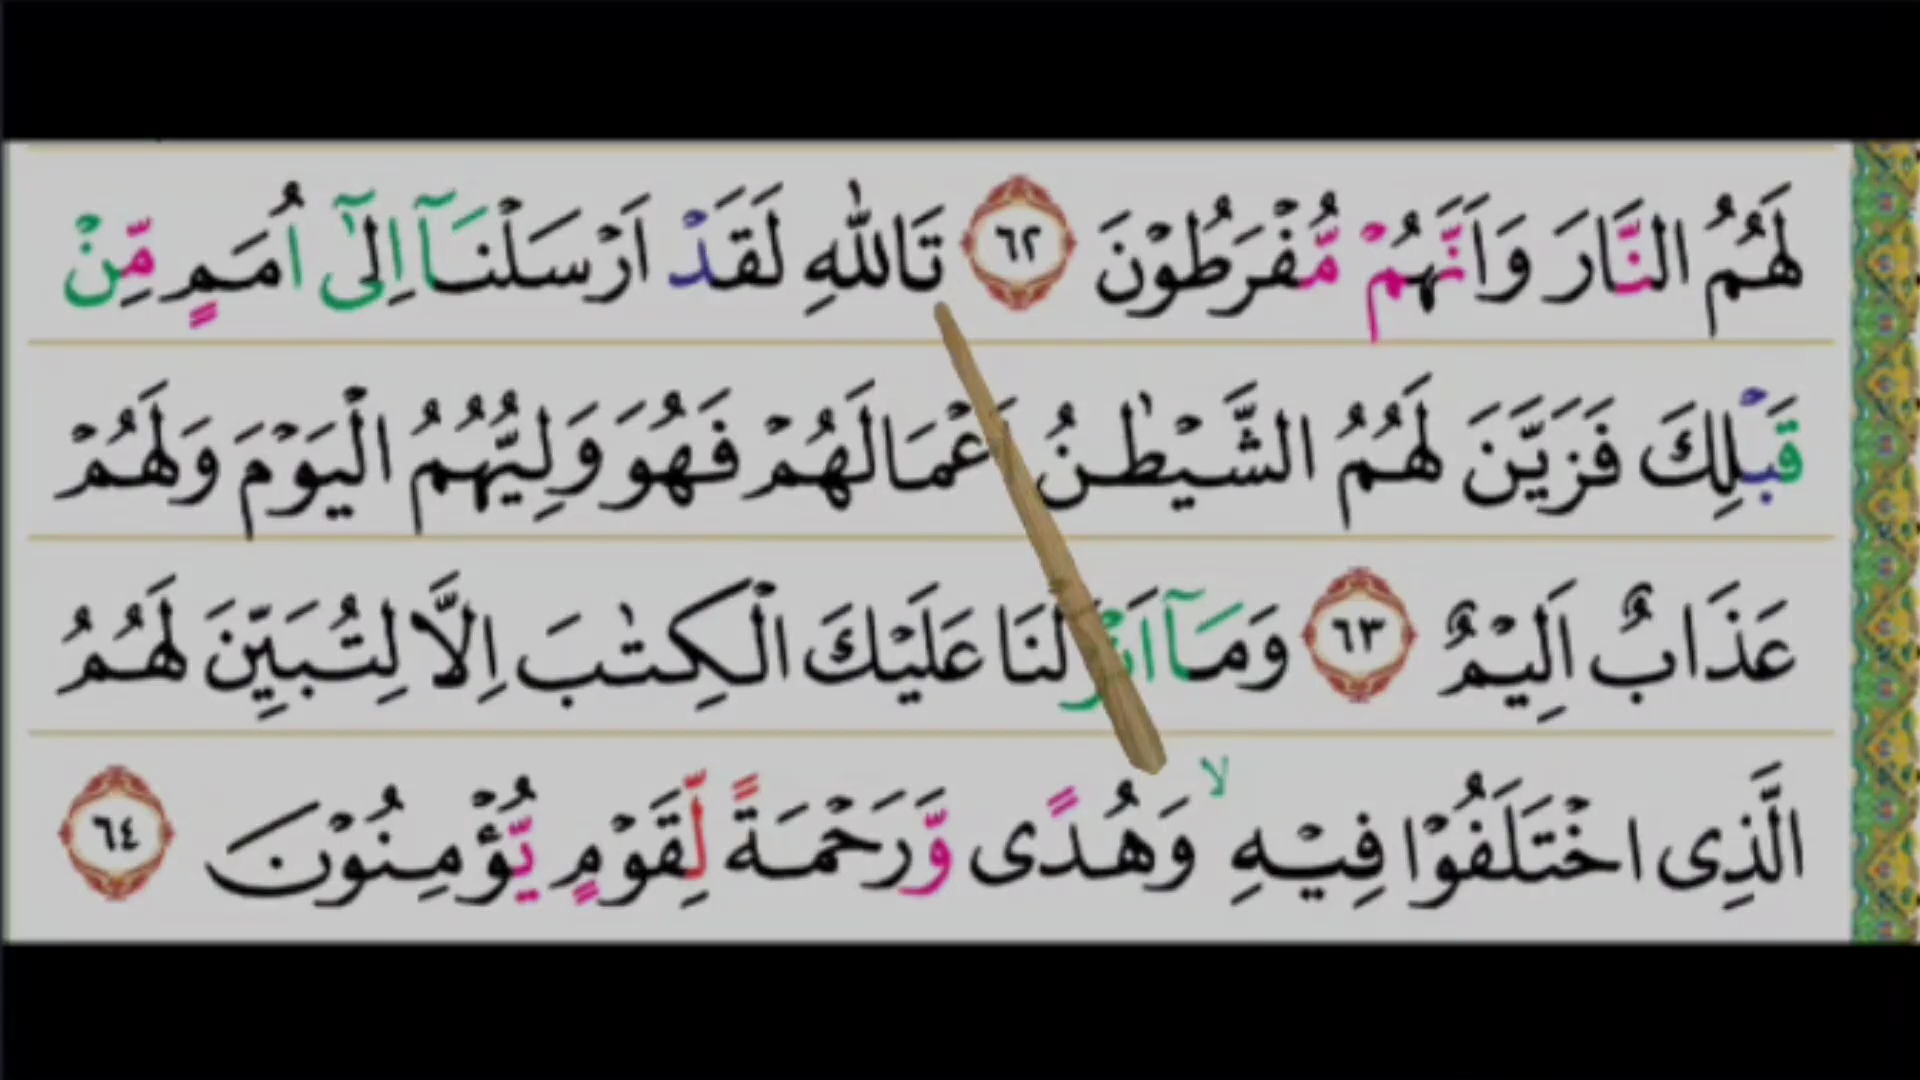 لَهُمُ النَّارَ وَاَنَّهُمْ مُّفْرَطُوْنَ ٦٢ تَاللّٰهِ لَقَدْ اَرْسَلْنَآ اِلٰٓى اُمَمٍ مِّنْ
قَبْلِكَ فَزَيَّنَ لَهُمُ الشَّيْطٰنُ عْمَالَهُمْ فَهُوَ وَلِيُّهُمُ الْيَوْمَ وَلَهُمْ
عَذَابٌ اَلِيْمٌ ٦٣ وَمَآ اَنْزَلْنَا عَلَيْكَ الْكِتٰبَ اِلَّا لِتُبَيِّنَ لَهُمُ
الَّذِى اخْتَلَفُوْا فِيْهِ ۙ وَهُدًى وَّرَحْمَةً لِّقَوْمٍ يُّؤْمِنُوْنَ ٦٤